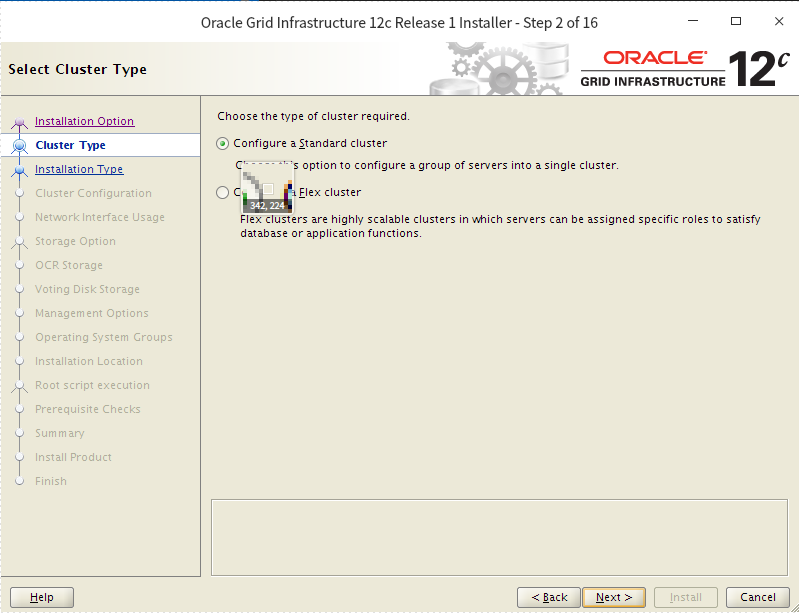 Oracle Grid Infrastructure 12c Release 1 Installer - Step 2 of 16
Select Cluster Type
ORACLE
GRID INFRASTRUCTURE 12c
Installation Option
Cluster Type
Installation Type
Cluster Configuration
Network Interface Usage
Storage Option
OCR Storage
Voting Disk Storage
Management Options
Operating System Groups
Installation Location
Root script execution
Prerequisite Checks
Summary
Install Product
Finish
Choose the type of cluster required.
Configure a Standard cluster
this option to configure a group of servers into a single cluster.
a Flex cluster
342, 224
Flex clusters are highly scalable clusters in which servers can be assigned specific roles to satisfy
database or application functions.
Help
< Back
Next >
Install
Cancel